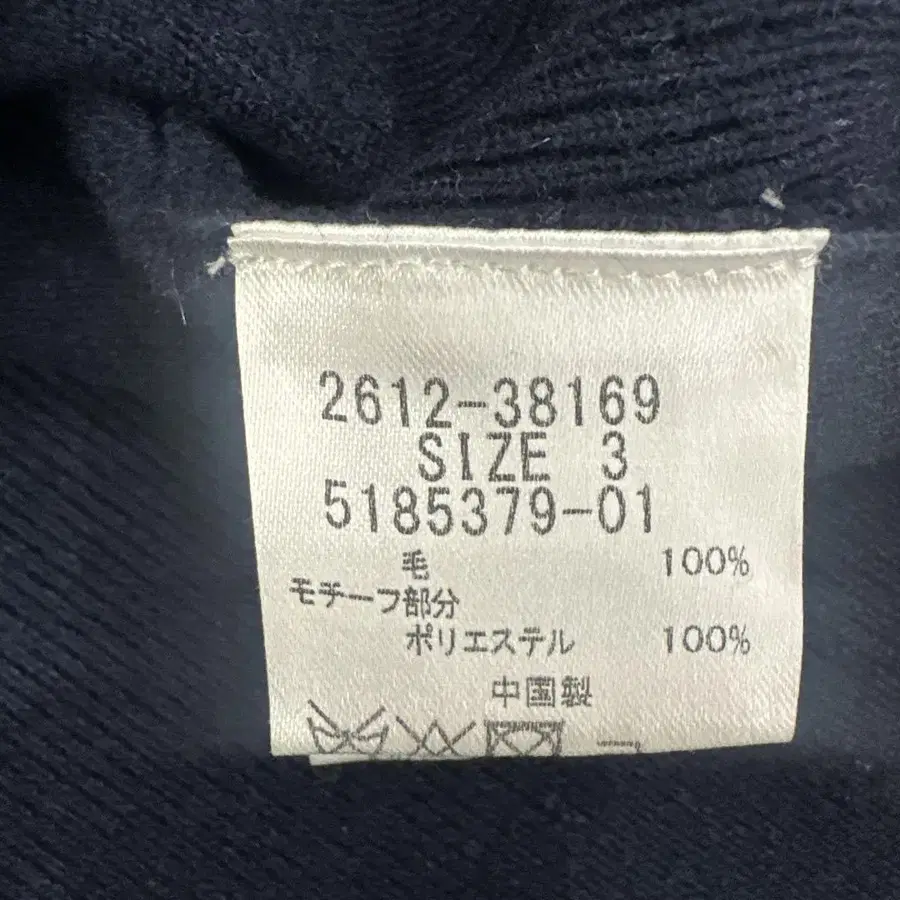 2612-38169
SIZE 3
5185379-01
毛 100%
モチーフ部分
ポリエステル 100%
中国製